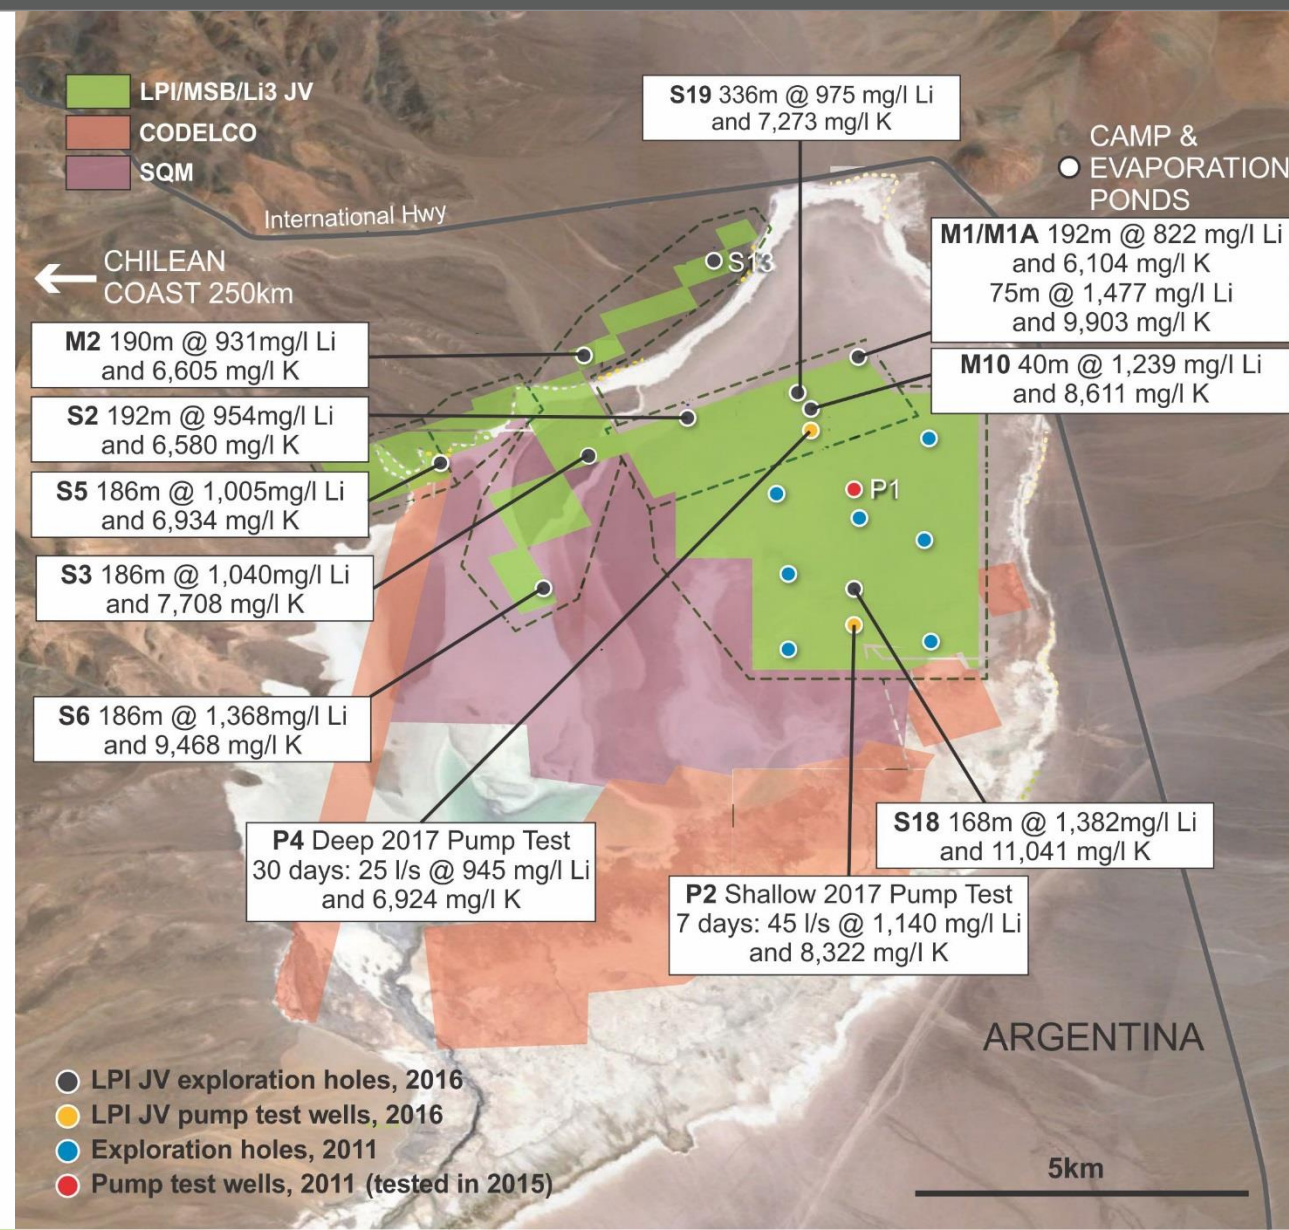 LPI/MSB/Li3 JV
CODELCO
SQM
S19 336m @ 975 mg/l Li
and 7,273 mg/l K
CAMP &
EVAPORATION
PONDS
International Hwy
CHILEAN
COAST 250km
S13
M1/M1A 192m @ 822 mg/l Li
and 6,104 mg/l K
75m @ 1,477 mg/l Li
and 9,903 mg/l K
M10 40m @ 1,239 mg/l Li
and 8,611 mg/l K
M2 190m @ 931mg/l Li
and 6,605 mg/l K
S2 192m @ 954mg/l Li
and 6,580 mg/l K
S5 186m @ 1,005mg/l Li
and 6,934 mg/l K
S3 186m @ 1,040mg/l Li
and 7,708 mg/l K
P1
S6 186m @ 1,368mg/l Li
and 9,468 mg/l K
P4 Deep 2017 Pump Test
30 days: 25 l/s @ 945 mg/l Li
and 6,924 mg/l K
S18 168m @ 1,382mg/l Li
and 11,041 mg/l K
P2 Shallow 2017 Pump Test
7 days: 45 l/s @ 1,140 mg/l Li
and 8,322 mg/l K
ARGENTINA
LPI JV exploration holes, 2016
LPI JV pump test wells, 2016
Exploration holes, 2011
Pump test wells, 2011 (tested in 2015)
5km